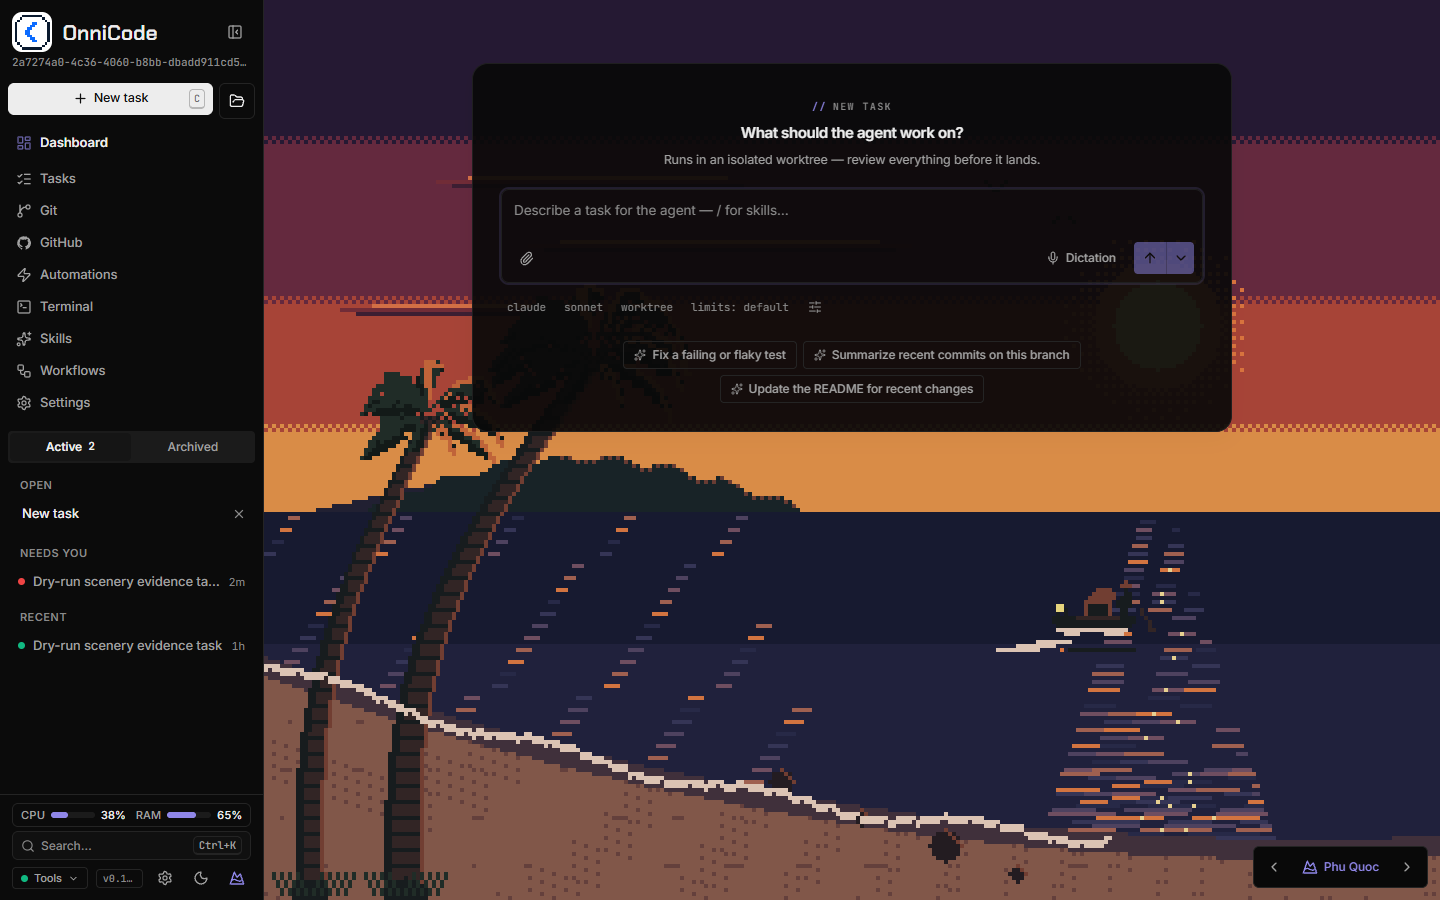 OnniCode
2a7274a0-4c36-4060-b8bb-dbadd911cd5…
New task C
Dashboard
Tasks
Git
GitHub
Automations
Terminal
Skills
Workflows
Settings
Active 2 Archived
OPEN
New task
NEEDS YOU
Dry-run scenery evidence ta… 2m
RECENT
Dry-run scenery evidence task 1h
CPU 38% RAM 65%
Search... Ctrl+K
Tools v0.1…
// NEW TASK
What should the agent work on?
Runs in an isolated worktree — review everything before it lands.
Describe a task for the agent — / for skills…
Dictation
claude sonnet worktree limits: default
Fix a failing or flaky test Summarize recent commits on this branch
Update the README for recent changes
Phu Quoc